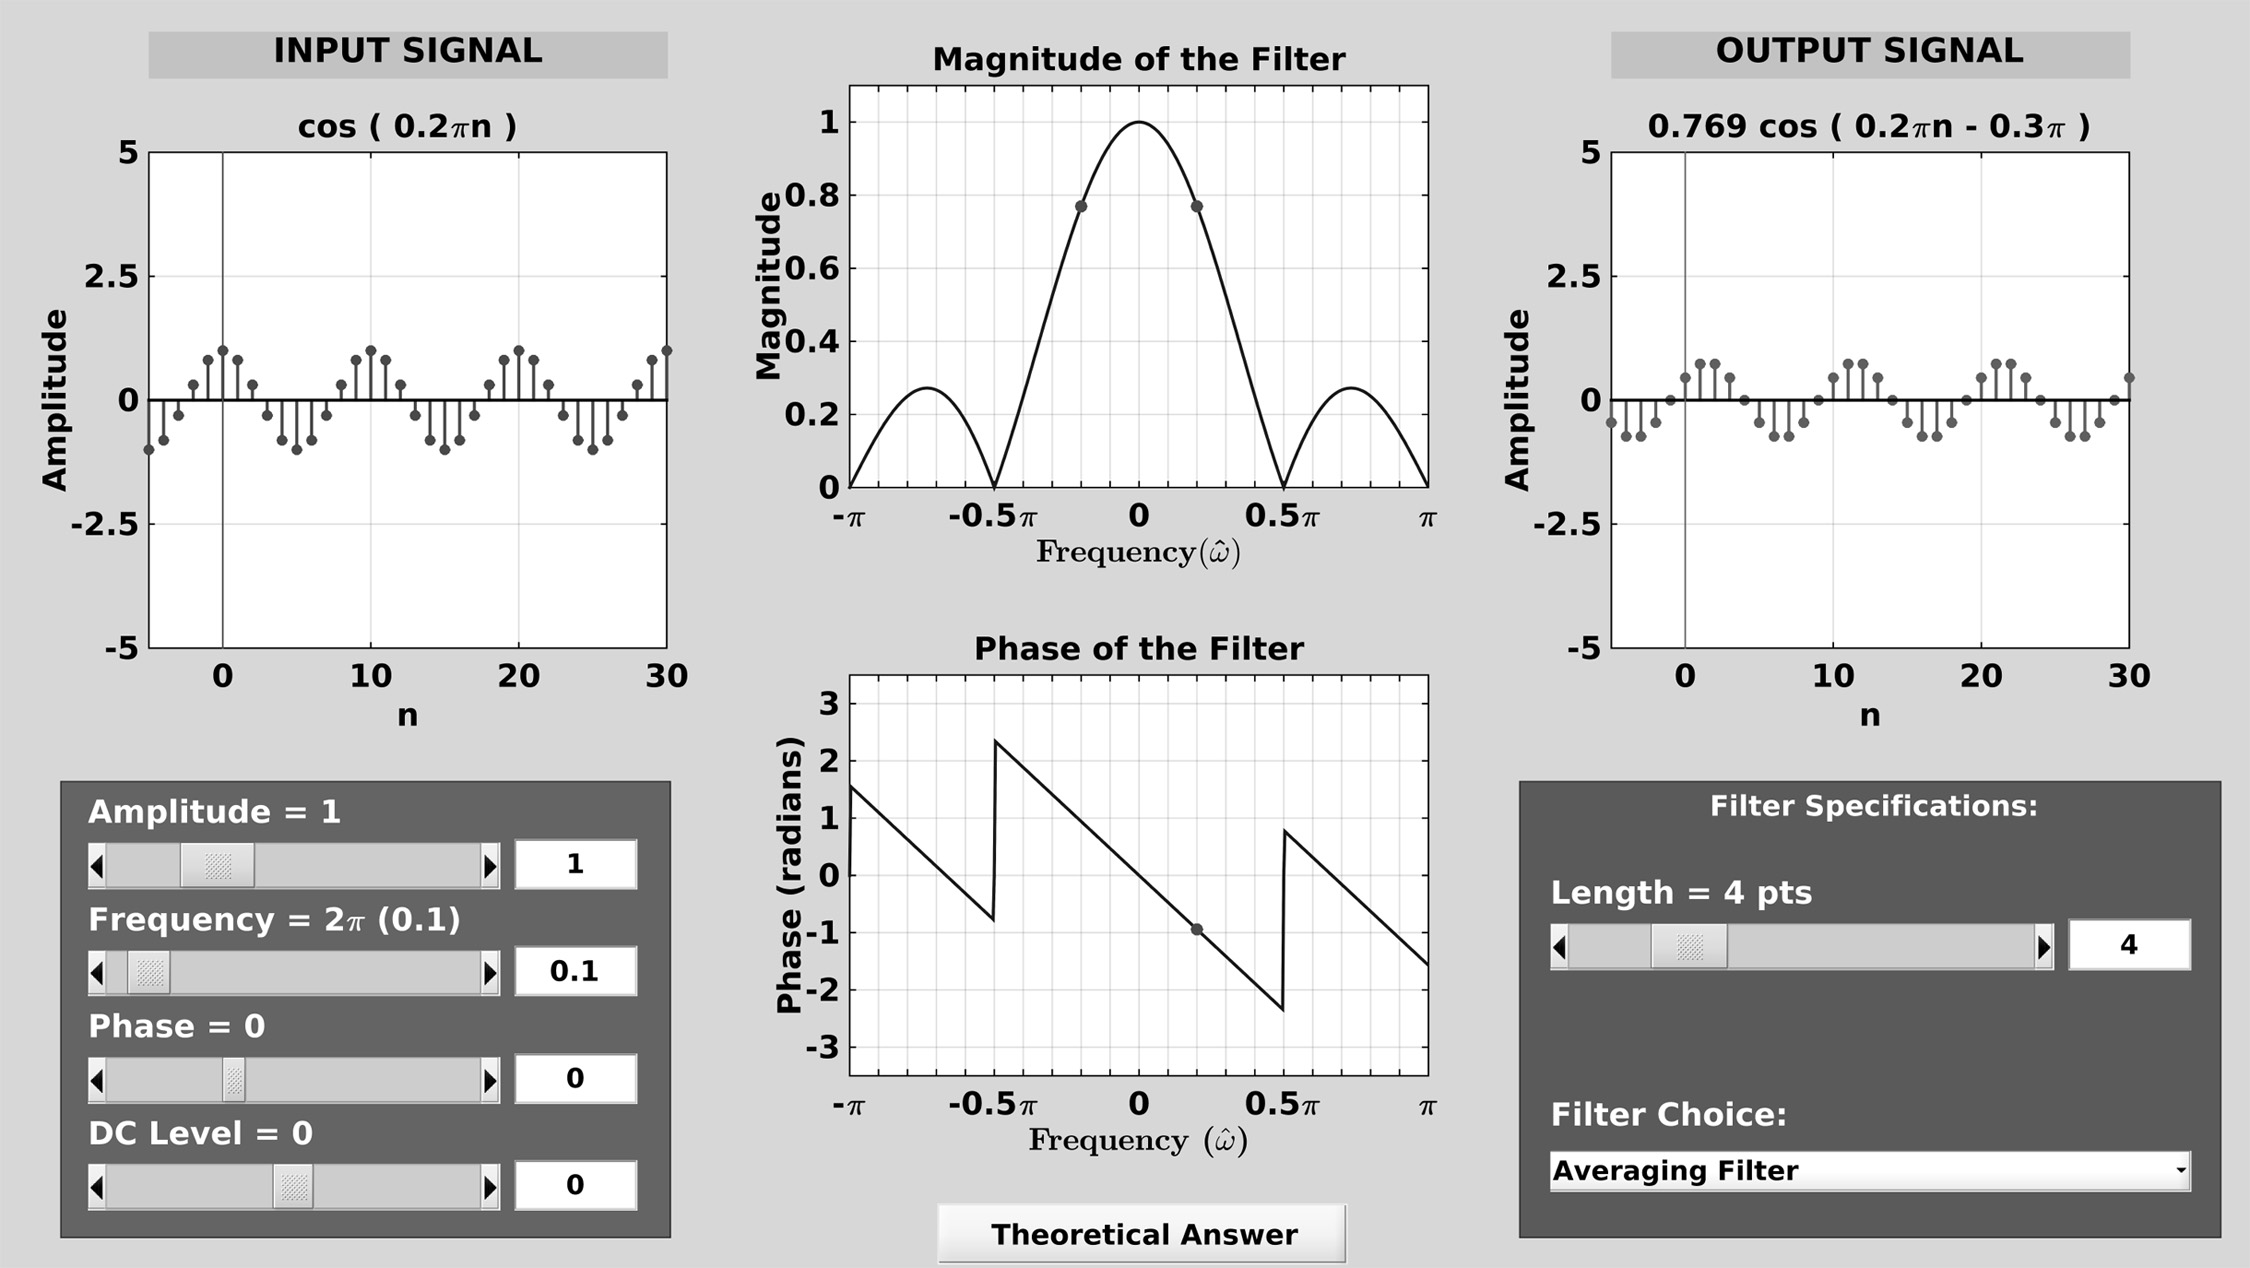 INPUT SIGNAL
cos ( 0.2πn )
5
2.5
0
-2.5
-5
Amplitude
0 10 20 30
n
Amplitude = 1
1
Frequency = 2π (0.1)
0.1
Phase = 0
0
DC Level = 0
0
Magnitude of the Filter
1
0.8
0.6
0.4
0.2
0
Magnitude
-π -0.5π 0 0.5π π
Frequency(ω̂)
Phase of the Filter
3
2
1
0
-1
-2
-3
Phase (radians)
-π -0.5π 0 0.5π π
Frequency (ω̂)
Theoretical Answer
OUTPUT SIGNAL
0.769 cos ( 0.2πn - 0.3π )
5
2.5
0
-2.5
-5
Amplitude
0 10 20 30
n
Filter Specifications:
Length = 4 pts
4
Filter Choice:
Averaging Filter